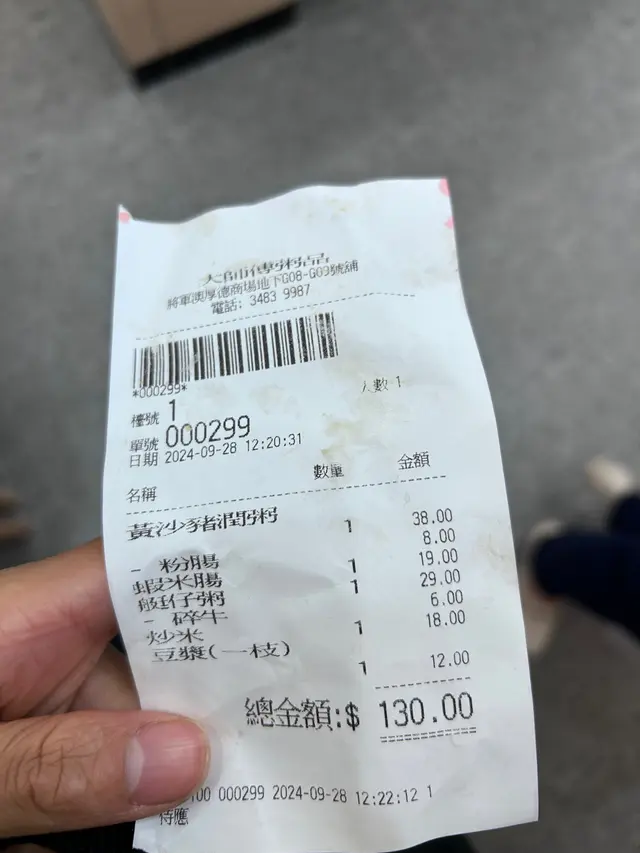 大師傅粥品
將軍澳厚德商場地下G08-G09號舖
電話: 3483 9987
*000299*
人數 1
檯號 1
單號 000299
日期 2024-09-28 12:20:31
名稱 數量 金額
黃沙豬潤粥 1 38.00
- 粉腸 8.00
蝦米腸 1 19.00
艇仔粥 1 29.00
- 碎牛 6.00
炒米 1 18.00
豆漿(一枝) 1 12.00
總金額:$ 130.00
00 000299 2024-09-28 12:22:12 1
侍應